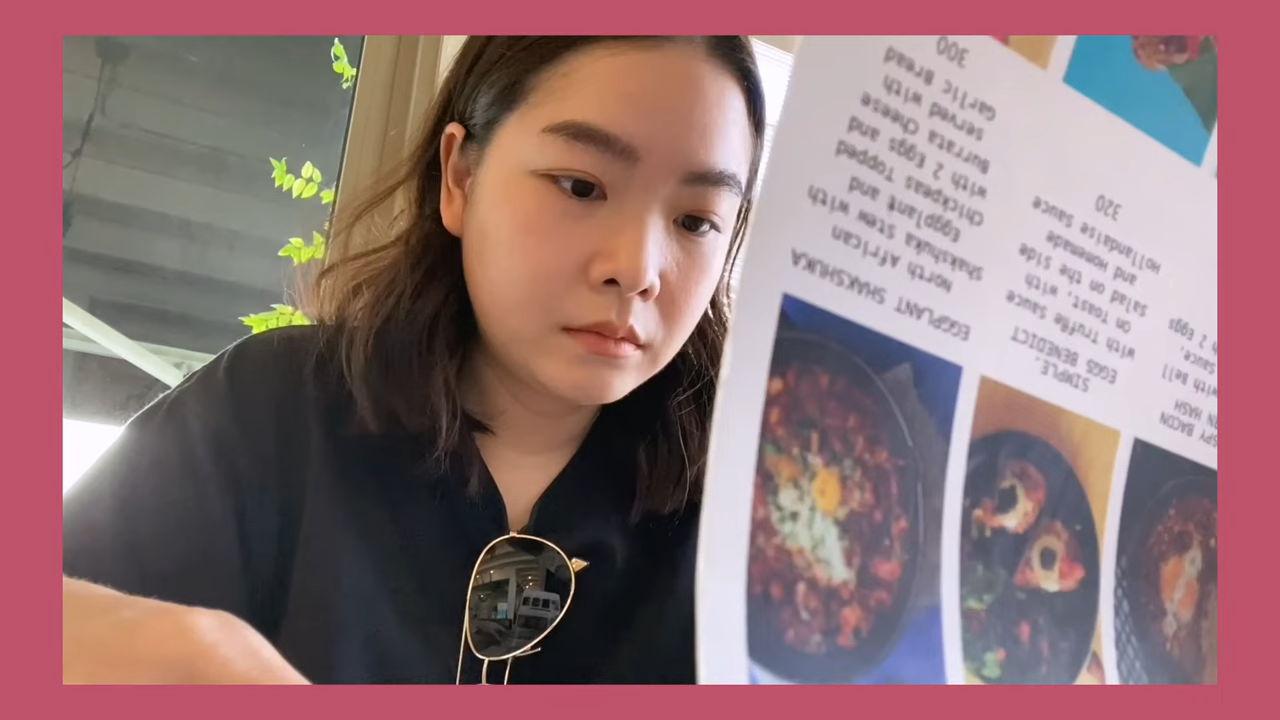 EGGPLANT SHAKSHUKA
North African
shakshuka stew with
Eggplant and
chickpeas Topped
with 2 Eggs and
Burrata Cheese
served with
Garlic Bread
300
SIMPLE,
EGGS BENEDICT
with Truffle Sauce
on Toast, with
salad on the Side
and Homemade
Hollandaise Sauce
320
BACON
HASH
with Bell
2 Eggs